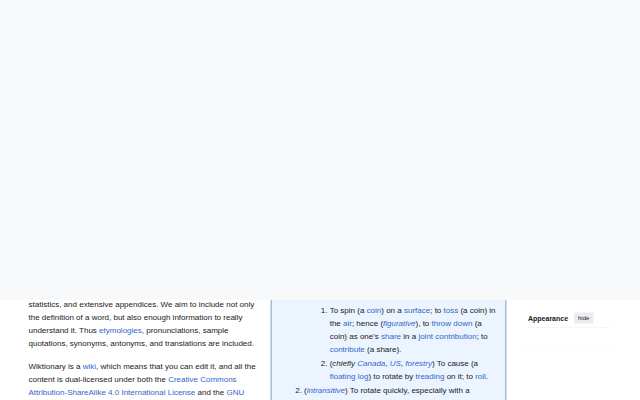 statistics, and extensive appendices. We aim to include not only
the definition of a word, but also enough information to really
understand it. Thus etymologies, pronunciations, sample
quotations, synonyms, antonyms, and translations are included.
Wiktionary is a wiki, which means that you can edit it, and all the
content is dual-licensed under both the Creative Commons
Attribution-ShareAlike 4.0 International License and the GNU
1. To spin (a coin) on a surface; to toss (a coin) in
the air; hence (figurative), to throw down (a
coin) as one's share in a joint contribution; to
contribute (a share).
2. (chiefly Canada, US, forestry) To cause (a
floating log) to rotate by treading on it; to roll.
2. (intransitive) To rotate quickly, especially with a
Appearance hide